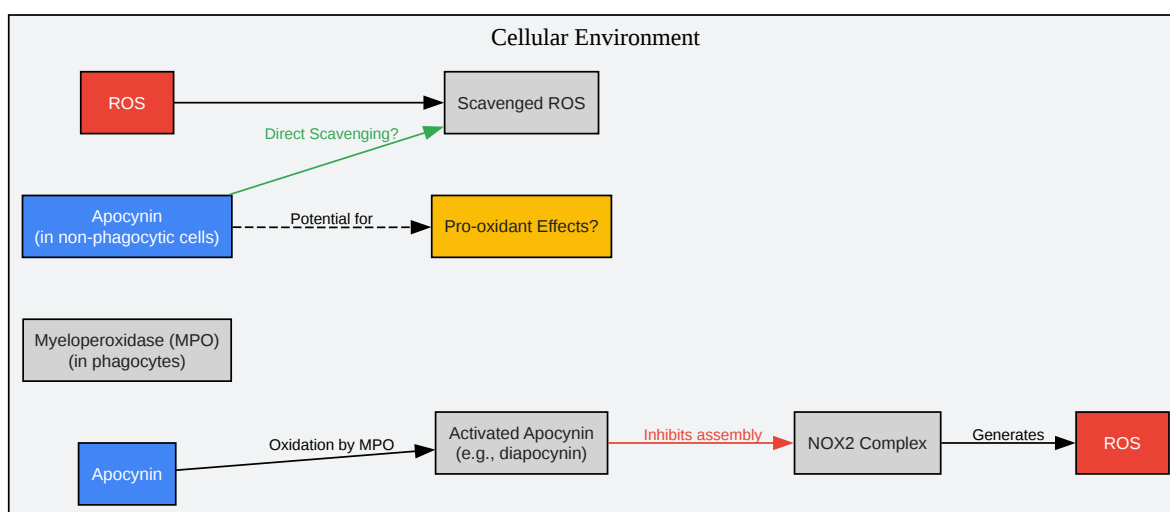 Cellular Environment
ROS
Scavenged ROS
Direct Scavenging?
Apocynin
(in non-phagocytic cells)
Potential for
Pro-oxidant Effects?
Myeloperoxidase (MPO)
(in phagocytes)
Apocynin
Oxidation by MPO
Activated Apocynin
(e.g., diapocynin)
Inhibits assembly
NOX2 Complex
Generates
ROS